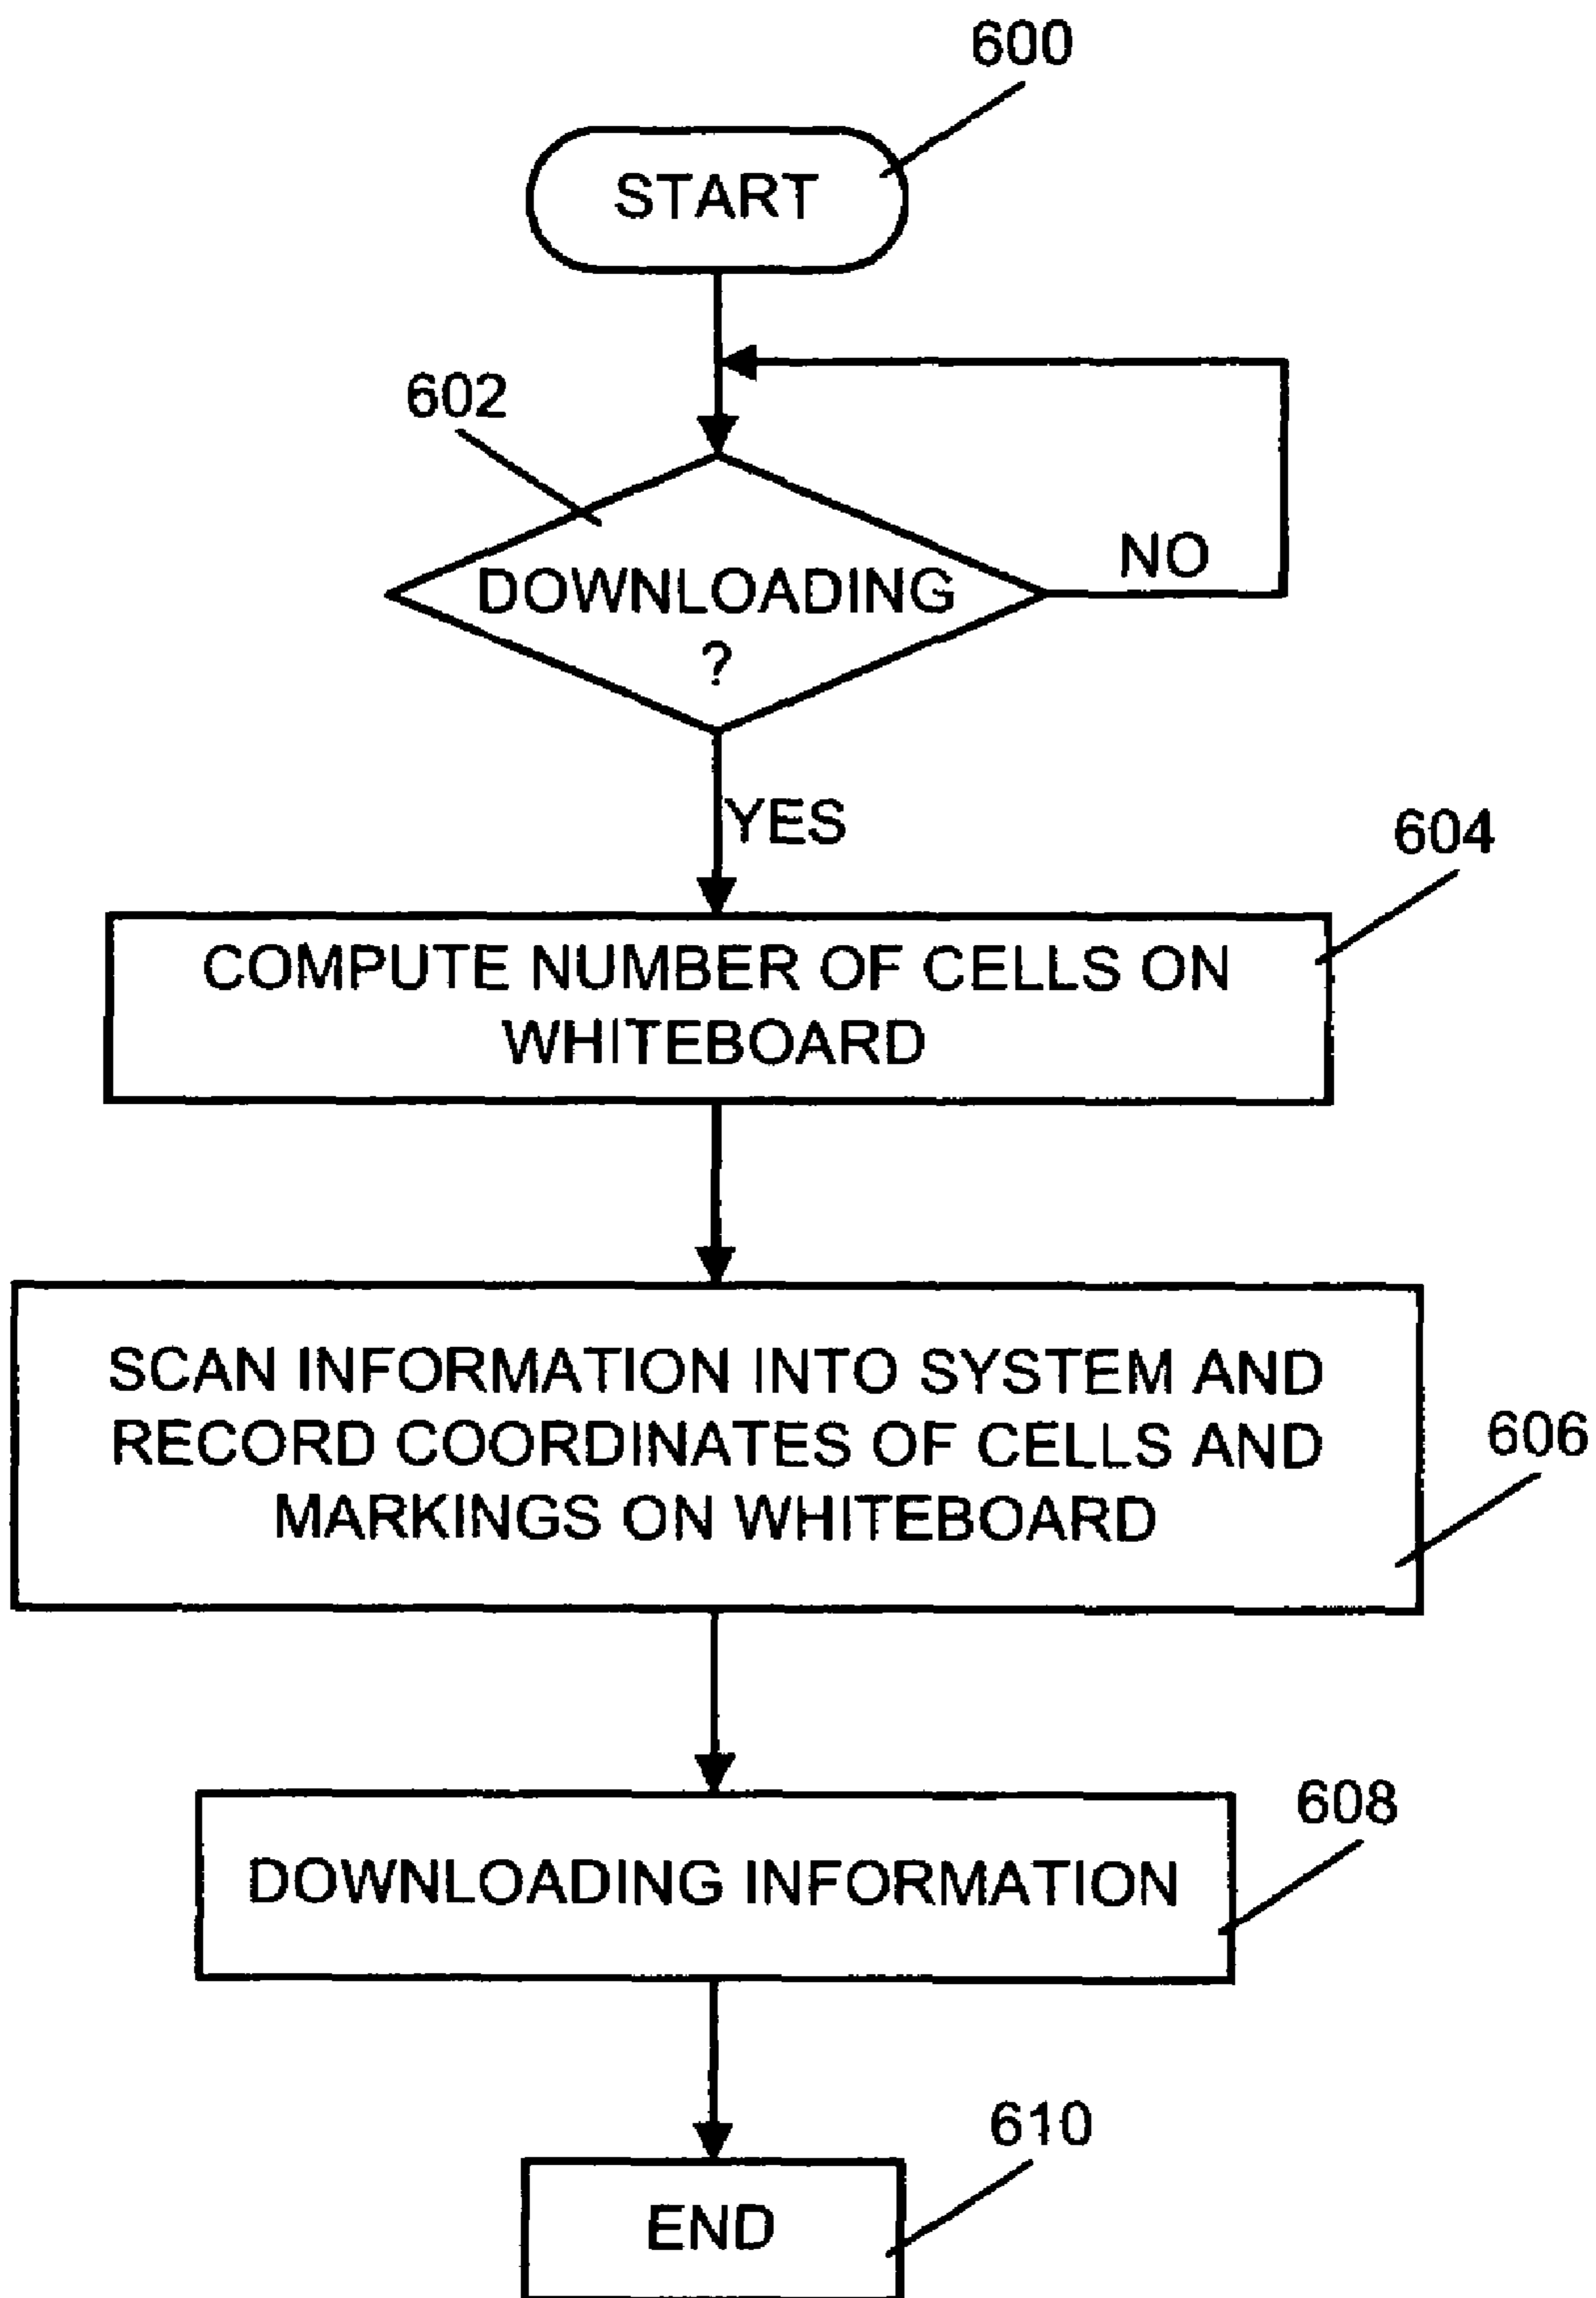 600
START
602
DOWNLOADING
?
NO
YES
604
COMPUTE NUMBER OF CELLS ON
WHITEBOARD
SCAN INFORMATION INTO SYSTEM AND
RECORD COORDINATES OF CELLS AND
MARKINGS ON WHITEBOARD
606
608
DOWNLOADING INFORMATION
610
END